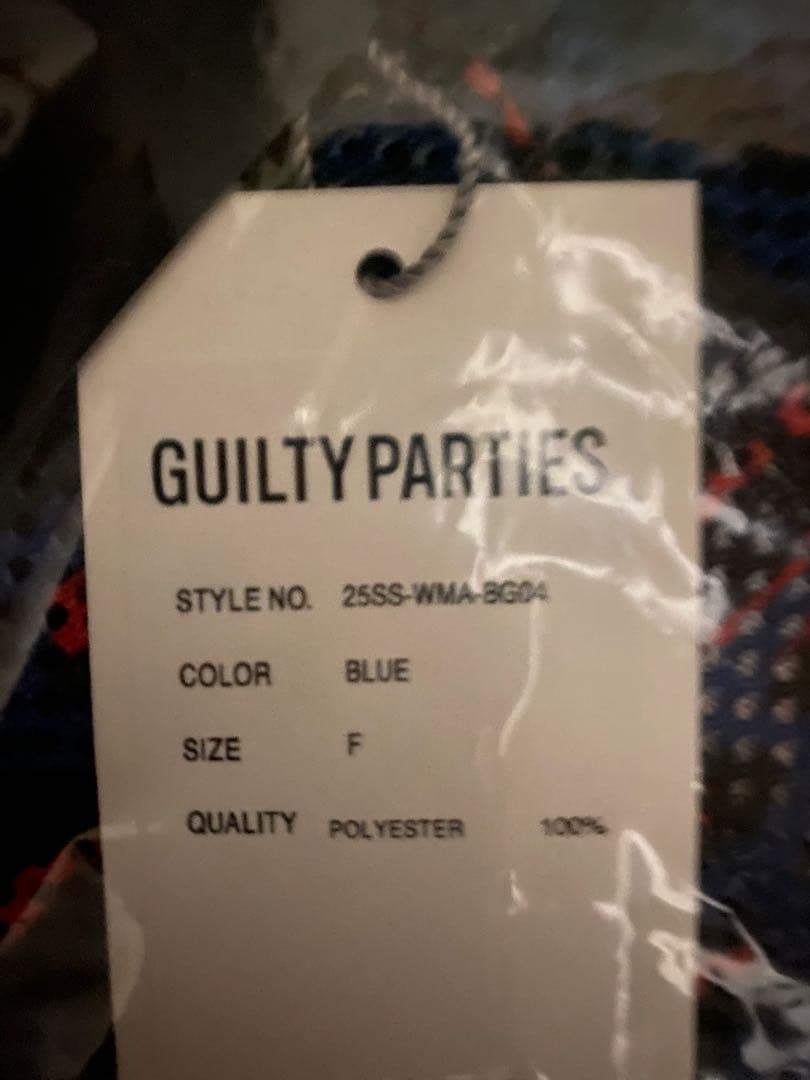 GUILTY PARTIES
STYLE NO. 25SS-WMA-BG04
COLOR BLUE
SIZE F
QUALITY POLYESTER 100%